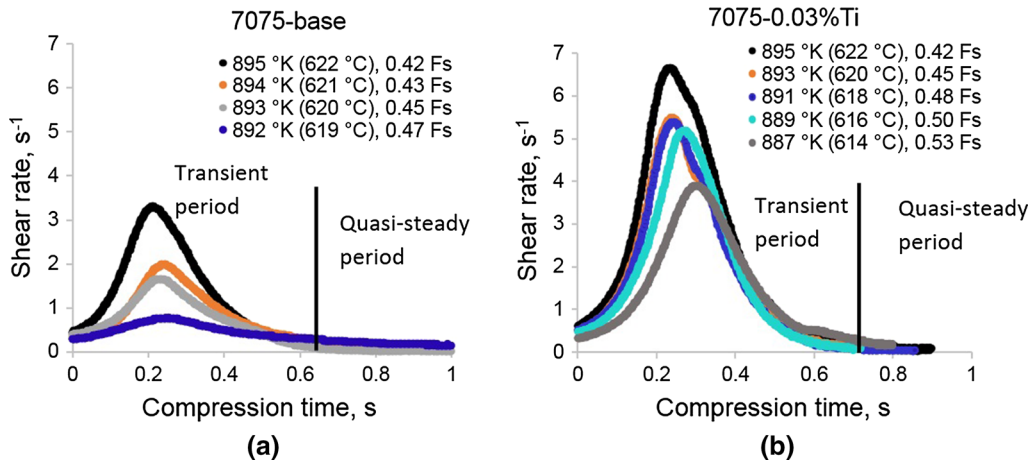 7075-base
7
6
5
4
3
2
1
0
Shear rate, s-1
895 °K (622 °C), 0.42 Fs
894 °K (621 °C), 0.43 Fs
893 °K (620 °C), 0.45 Fs
892 °K (619 °C), 0.47 Fs
Transient
period
Quasi-steady
period
0 0.2 0.4 0.6 0.8 1
Compression time, s
(a)
7075-0.03%Ti
7
6
5
4
3
2
1
0
Shear rate, s-1
895 °K (622 °C), 0.42 Fs
893 °K (620 °C), 0.45 Fs
891 °K (618 °C), 0.48 Fs
889 °K (616 °C), 0.50 Fs
887 °K (614 °C), 0.53 Fs
Transient
period
Quasi-steady
period
0 0.2 0.4 0.6 0.8 1
Compression time, s
(b)